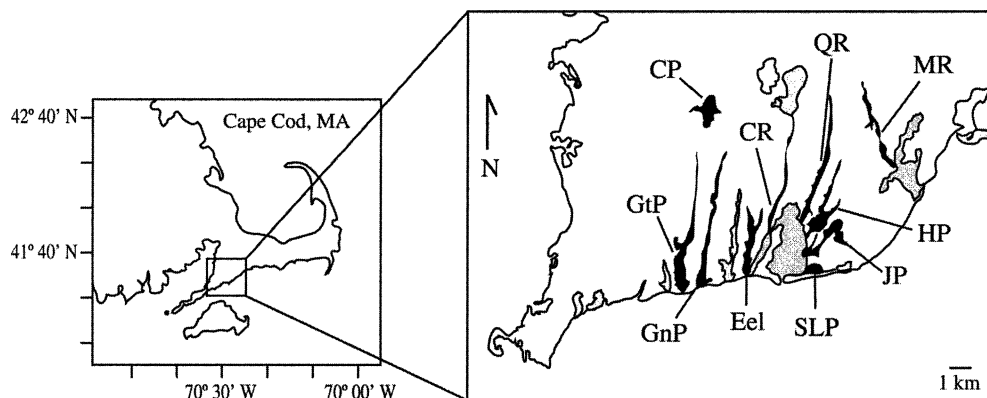 42° 40' N
Cape Cod, MA
41° 40' N
70° 30' W
70° 00' W
N
CP
QR
MR
CR
GtP
HP
JP
GnP
Eel
SLP
1 km